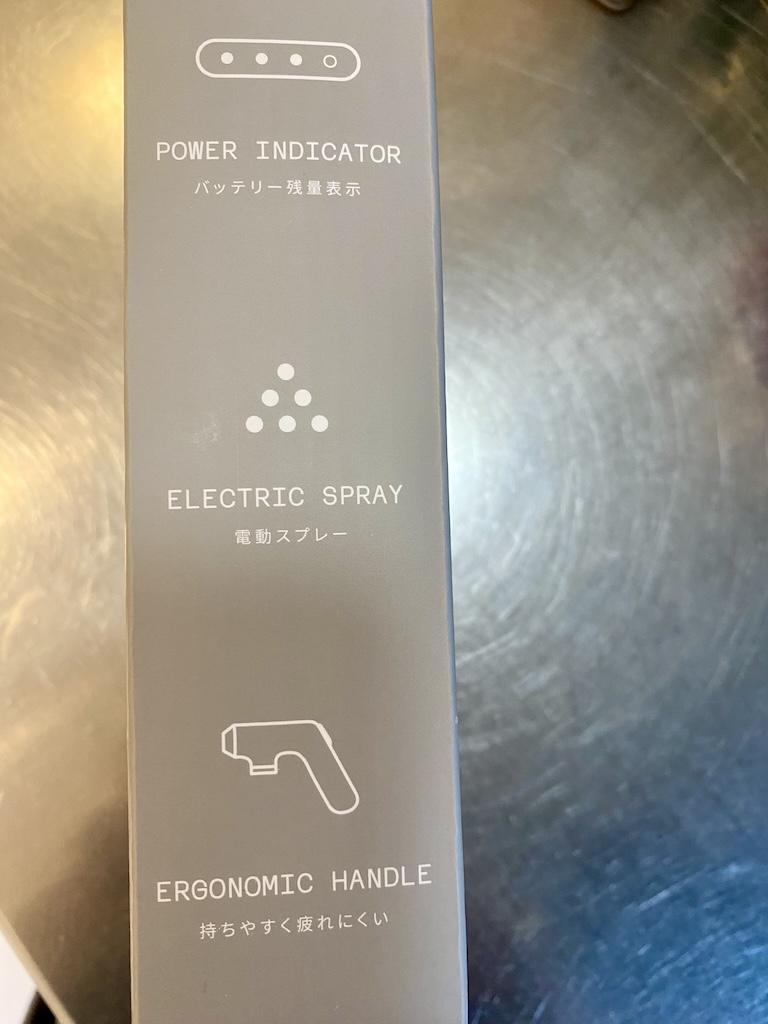 POWER INDICATOR
バッテリー残量表示
ELECTRIC SPRAY
電動スプレー
ERGONOMIC HANDLE
持ちやすく疲れにくい